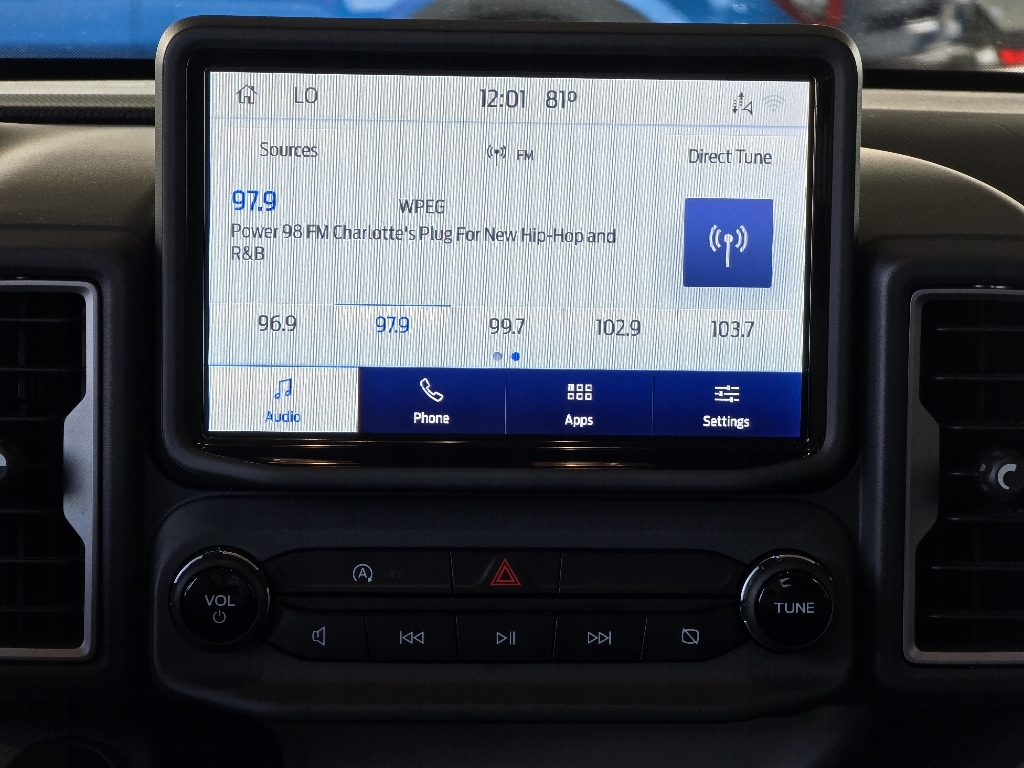 LO 12:01 81º
Sources FM Direct Tune
97.9 WPEG
Power 98 FM Charlotte's Plug For New Hip-Hop and
R&B
96.9 97.9 99.7 102.9 103.7
Audio Phone Apps Settings
A
VOL TUNE